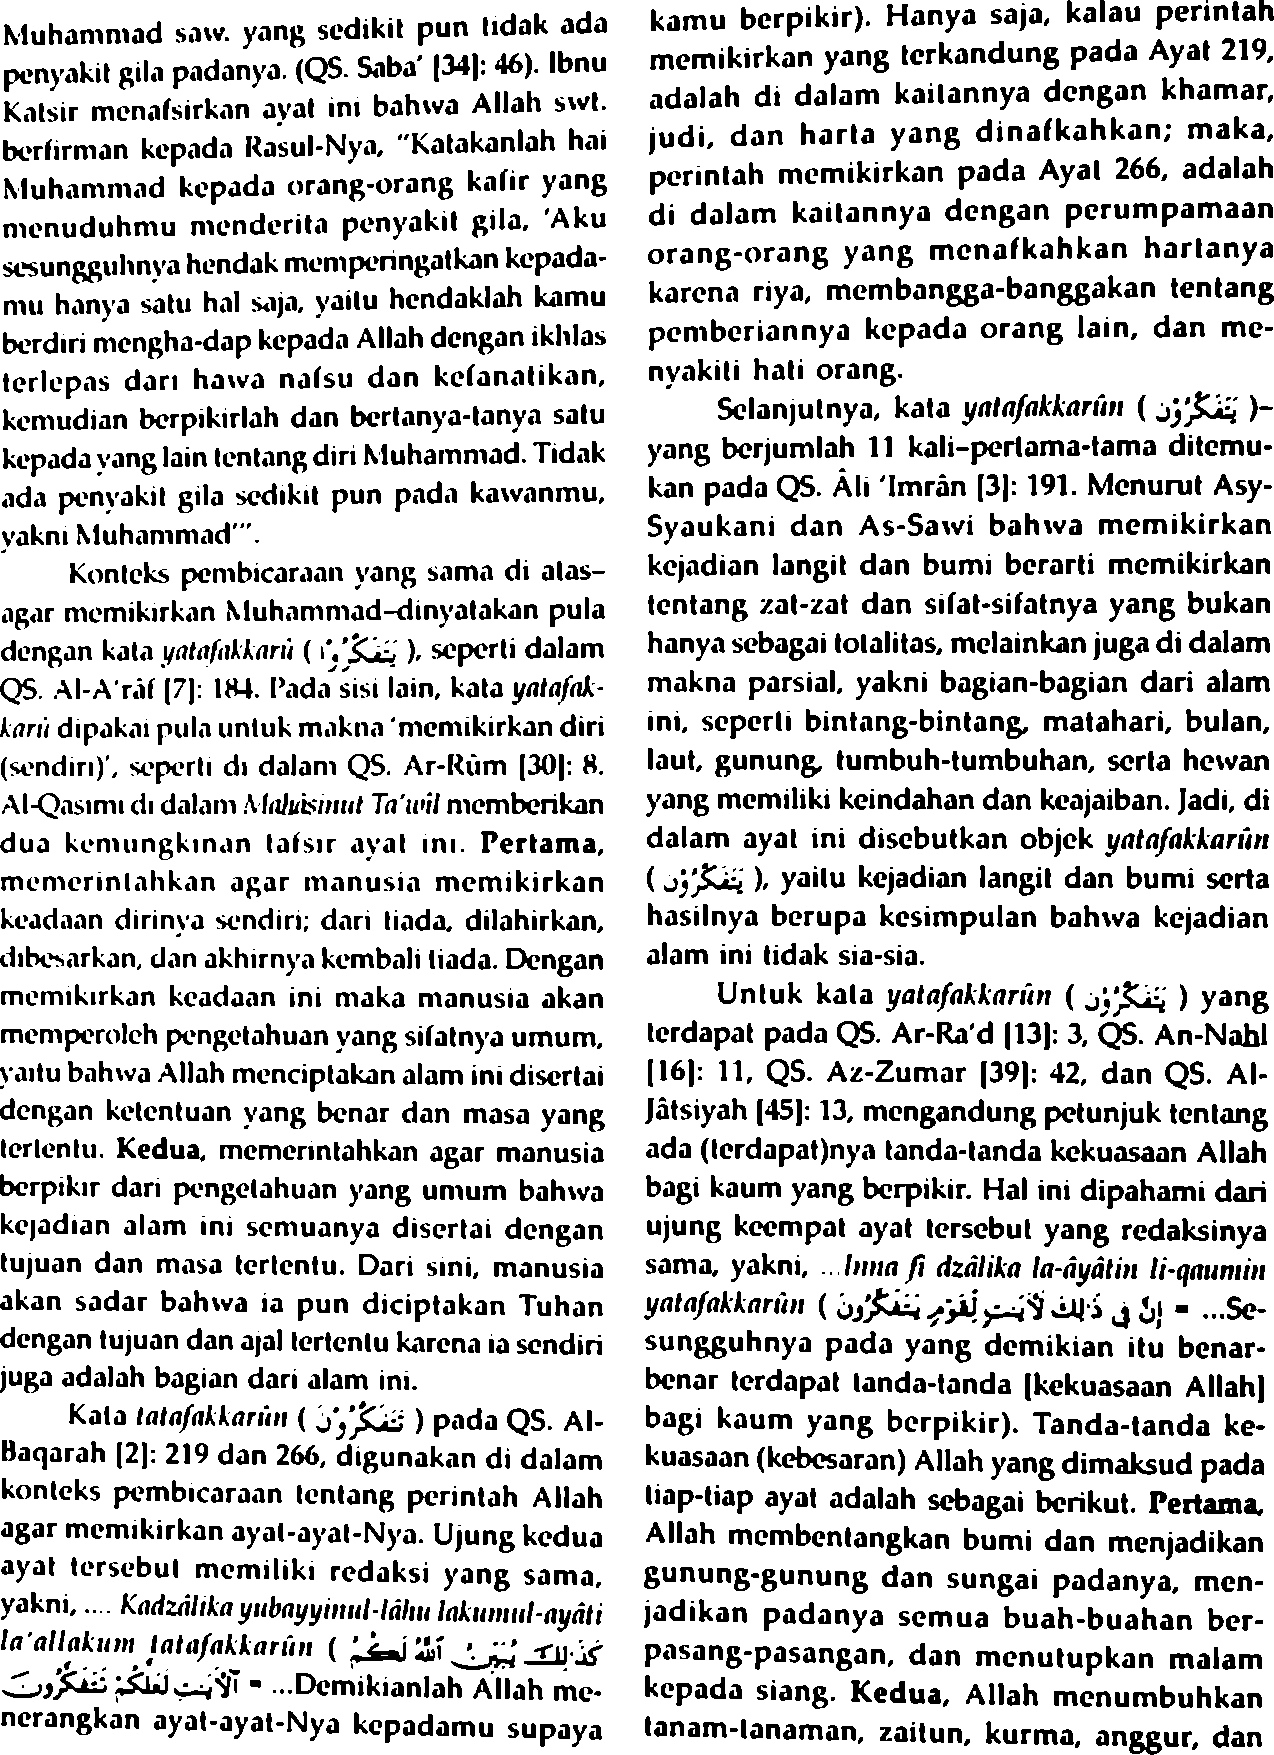 Muhammad saw. yang sedikit pun tidak ada
penyakit gila padanya. (QS. Saba' [34]: 46). Ibnu
Katsir menafsirkan ayat ini bahwa Allah swt.
berfirman kepada Rasul-Nya, "Katakanlah hai
Muhammad kepada orang-orang kafir yang
menuduhmu menderita penyakit gila, 'Aku
sesungguhnya hendak memperingatkan kepada-
mu hanya satu hal saja, yaitu hendaklah kamu
berdiri mengha-dap kepada Allah dengan ikhlas
terlepas dari hawa nafsu dan kefanatikan,
kemudian berpikirlah dan bertanya-tanya satu
kepada yang lain tentang diri Muhammad. Tidak
ada penyakit gila sedikit pun pada kawanmu,
yakni Muhammad'".
Konteks pembicaraan yang sama di atas–
agar memikirkan Muhammad–dinyatakan pula
dengan kata yatafakkarû ( يَتَفَكَّرُوا ), seperti dalam
QS. Al-A'râf [7]: 184. Pada sisi lain, kata yatafak-
karû dipakai pula untuk makna 'memikirkan diri
(sendiri)', seperti di dalam QS. Ar-Rûm [30]: 8.
Al-Qasimi di dalam Mahâsinut Ta'wîl memberikan
dua kemungkinan tafsir ayat ini. Pertama,
memerintahkan agar manusia memikirkan
keadaan dirinya sendiri; dari tiada, dilahirkan,
dibesarkan, dan akhirnya kembali tiada. Dengan
memikirkan keadaan ini maka manusia akan
memperoleh pengetahuan yang sifatnya umum,
yaitu bahwa Allah menciptakan alam ini disertai
dengan ketentuan yang benar dan masa yang
tertentu. Kedua, memerintahkan agar manusia
berpikir dari pengetahuan yang umum bahwa
kejadian alam ini semuanya disertai dengan
tujuan dan masa tertentu. Dari sini, manusia
akan sadar bahwa ia pun diciptakan Tuhan
dengan tujuan dan ajal tertentu karena ia sendiri
juga adalah bagian dari alam ini.
Kata tatafakkarûn ( تَتَفَكَّرُوْنَ ) pada QS. Al-
Baqarah [2]: 219 dan 266, digunakan di dalam
konteks pembicaraan tentang perintah Allah
agar memikirkan ayat-ayat-Nya. Ujung kedua
ayat tersebut memiliki redaksi yang sama,
yakni, .... Kadzâlika yubayyinul-lâhu lakumul-ayâti
la'allakum tatafakkarûn ( كَذَٰلِكَ يُبَيِّنُ ٱللَّهُ لَكُمُ
ٱلْآيَٰتِ لَعَلَّكُمْ تَتَفَكَّرُونَ = ...Demikianlah Allah me-
nerangkan ayat-ayat-Nya kepadamu supaya
kamu berpikir). Hanya saja, kalau perintah
memikirkan yang terkandung pada Ayat 219,
adalah di dalam kaitannya dengan khamar,
judi, dan harta yang dinafkahkan; maka,
perintah memikirkan pada Ayat 266, adalah
di dalam kaitannya dengan perumpamaan
orang-orang yang menafkahkan hartanya
karena riya, membangga-banggakan tentang
pemberiannya kepada orang lain, dan me-
nyakiti hati orang.
Selanjutnya, kata yatafakkarûn ( يَتَفَكَّرُوْنَ )–
yang berjumlah 11 kali–pertama-tama ditemu-
kan pada QS. Âli 'Imrân [3]: 191. Menurut Asy-
Syaukani dan As-Sawi bahwa memikirkan
kejadian langit dan bumi berarti memikirkan
tentang zat-zat dan sifat-sifatnya yang bukan
hanya sebagai totalitas, melainkan juga di dalam
makna parsial, yakni bagian-bagian dari alam
ini, seperti bintang-bintang, matahari, bulan,
laut, gunung, tumbuh-tumbuhan, serta hewan
yang memiliki keindahan dan keajaiban. Jadi, di
dalam ayat ini disebutkan objek yatafakkarûn
( يَتَفَكَّرُوْنَ ), yaitu kejadian langit dan bumi serta
hasilnya berupa kesimpulan bahwa kejadian
alam ini tidak sia-sia.
Untuk kata yatafakkarûn ( يَتَفَكَّرُوْنَ ) yang
terdapat pada QS. Ar-Ra'd [13]: 3, QS. An-Nahl
[16]: 11, QS. Az-Zumar [39]: 42, dan QS. Al-
Jâtsiyah [45]: 13, mengandung petunjuk tentang
ada (terdapat)nya tanda-tanda kekuasaan Allah
bagi kaum yang berpikir. Hal ini dipahami dari
ujung keempat ayat tersebut yang redaksinya
sama, yakni, ...Inna fî dzâlika la-âyâtin li-qaumin
yatafakkarûn ( إِنَّ فِي ذَٰلِكَ لَآيَٰتٍ لِقَوْمٍ يَتَفَكَّرُونَ = ...Se-
sungguhnya pada yang demikian itu benar-
benar terdapat tanda-tanda [kekuasaan Allah]
bagi kaum yang berpikir). Tanda-tanda ke-
kuasaan (kebesaran) Allah yang dimaksud pada
tiap-tiap ayat adalah sebagai berikut. Pertama,
Allah membentangkan bumi dan menjadikan
gunung-gunung dan sungai padanya, men-
jadikan padanya semua buah-buahan ber-
pasang-pasangan, dan menutupkan malam
kepada siang. Kedua, Allah menumbuhkan
tanam-tanaman, zaitun, kurma, anggur, dan